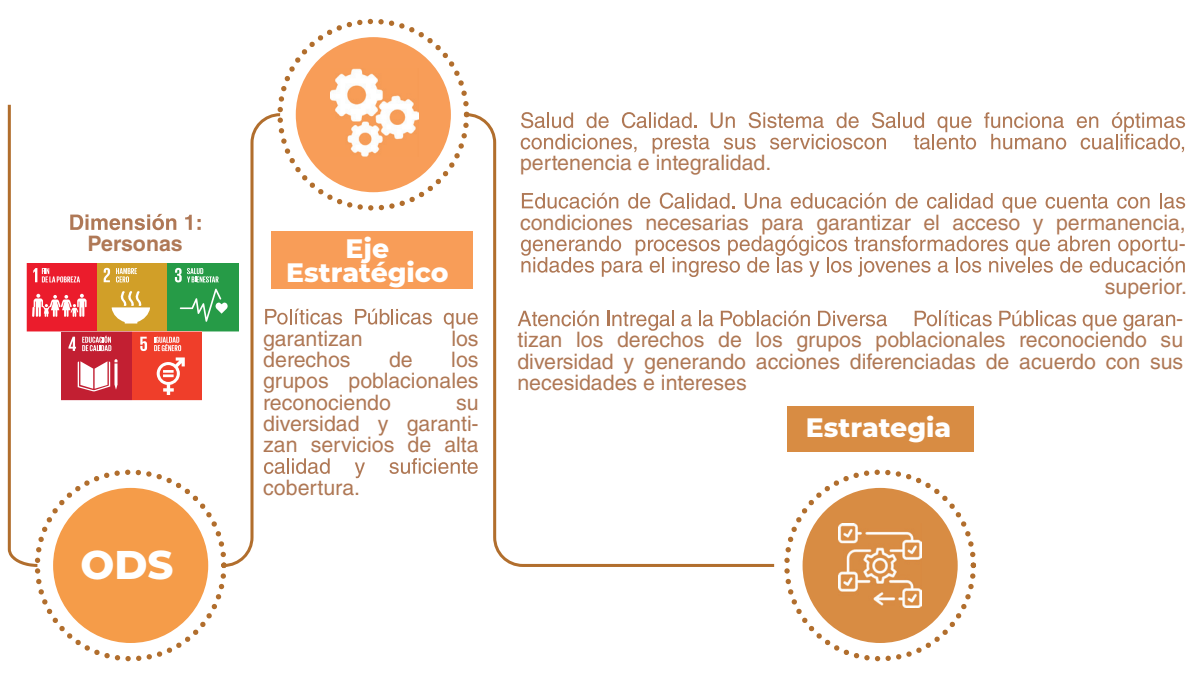 Dimensión 1:
Personas
1 FIN
DE LA POBREZA
2 HAMBRE
CERO
3 SALUD
Y BIENESTAR
4 EDUCACIÓN
DE CALIDAD
5 IGUALDAD
DE GÉNERO
ODS
Eje
Estratégico
Políticas Públicas que
garantizan los
derechos de los
grupos poblacionales
reconociendo su
diversidad y garanti-
zan servicios de alta
calidad y suficiente
cobertura.
Salud de Calidad. Un Sistema de Salud que funciona en óptimas
condiciones, presta sus servicioscon talento humano cualificado,
pertenencia e integralidad.
Educación de Calidad. Una educación de calidad que cuenta con las
condiciones necesarias para garantizar el acceso y permanencia,
generando procesos pedagógicos transformadores que abren oportu-
nidades para el ingreso de las y los jovenes a los niveles de educación
superior.
Atención Intregal a la Población Diversa Políticas Públicas que garan-
tizan los derechos de los grupos poblacionales reconociendo su
diversidad y generando acciones diferenciadas de acuerdo con sus
necesidades e intereses
Estrategia